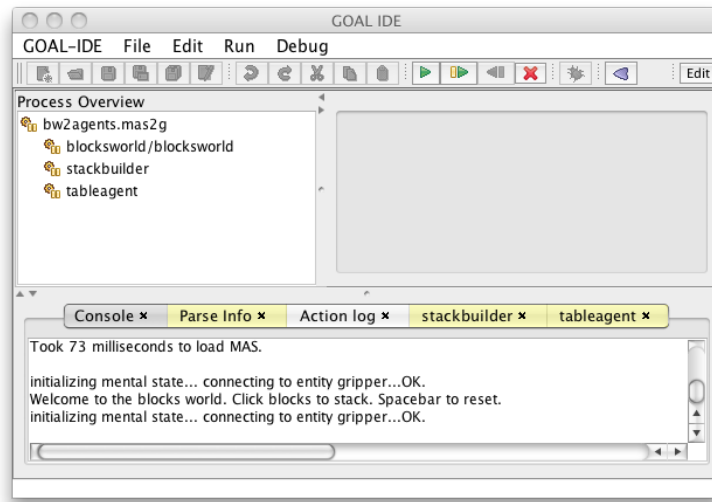 GOAL IDE
GOAL-IDE File Edit Run Debug
Edit
Process Overview
bw2agents.mas2g
blocksworld/blocksworld
stackbuilder
tableagent
Console × Parse Info × Action log × stackbuilder × tableagent ×
Took 73 milliseconds to load MAS.
initializing mental state... connecting to entity gripper...OK.
Welcome to the blocks world. Click blocks to stack. Spacebar to reset.
initializing mental state... connecting to entity gripper...OK.